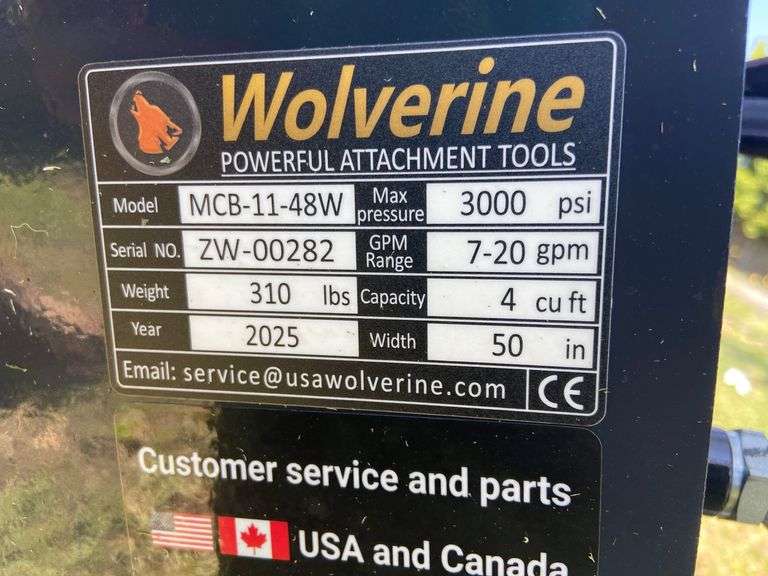 Wolverine
POWERFUL ATTACHMENT TOOLS
Model MCB-11-48W Max pressure 3000 psi
Serial NO. ZW-00282 GPM Range 7-20 gpm
Weight 310 lbs Capacity 4 cu ft
Year 2025 Width 50 in
Email: service@usawolverine.com CE
Customer service and parts
USA and Canada